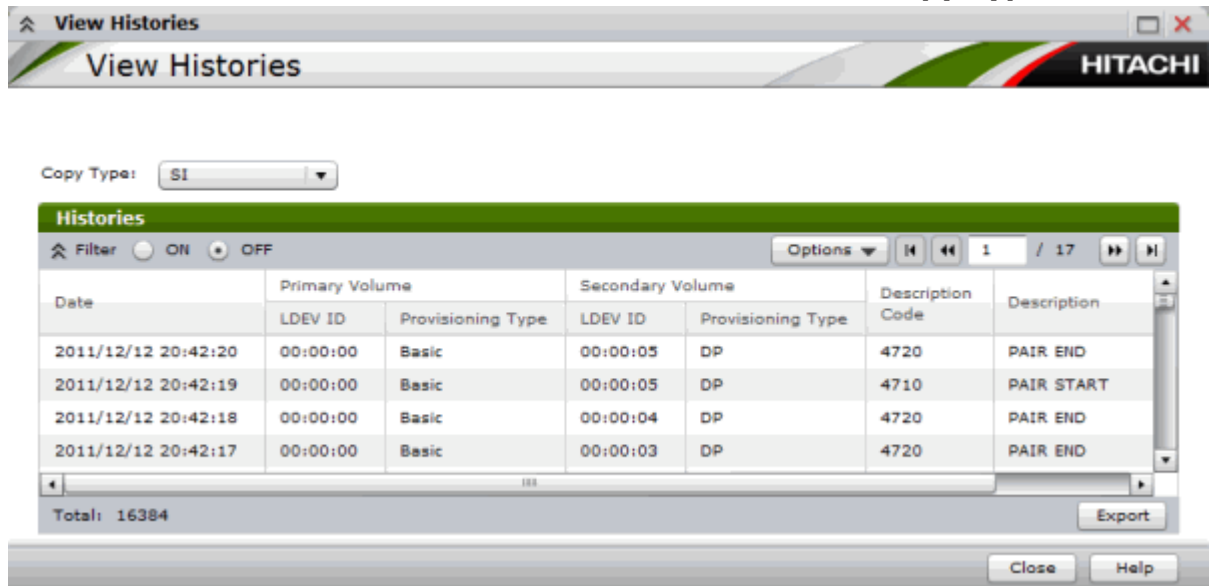 View Histories
View Histories
HITACHI
Copy Type: SI
Histories
Filter ON OFF Options 1 / 17
Date Primary Volume Secondary Volume Description Code Description
LDEV ID Provisioning Type LDEV ID Provisioning Type
2011/12/12 20:42:20 00:00:00 Basic 00:00:05 DP 4720 PAIR END
2011/12/12 20:42:19 00:00:00 Basic 00:00:05 DP 4710 PAIR START
2011/12/12 20:42:18 00:00:00 Basic 00:00:04 DP 4720 PAIR END
2011/12/12 20:42:17 00:00:00 Basic 00:00:03 DP 4720 PAIR END
Total: 16384 Export
Close Help